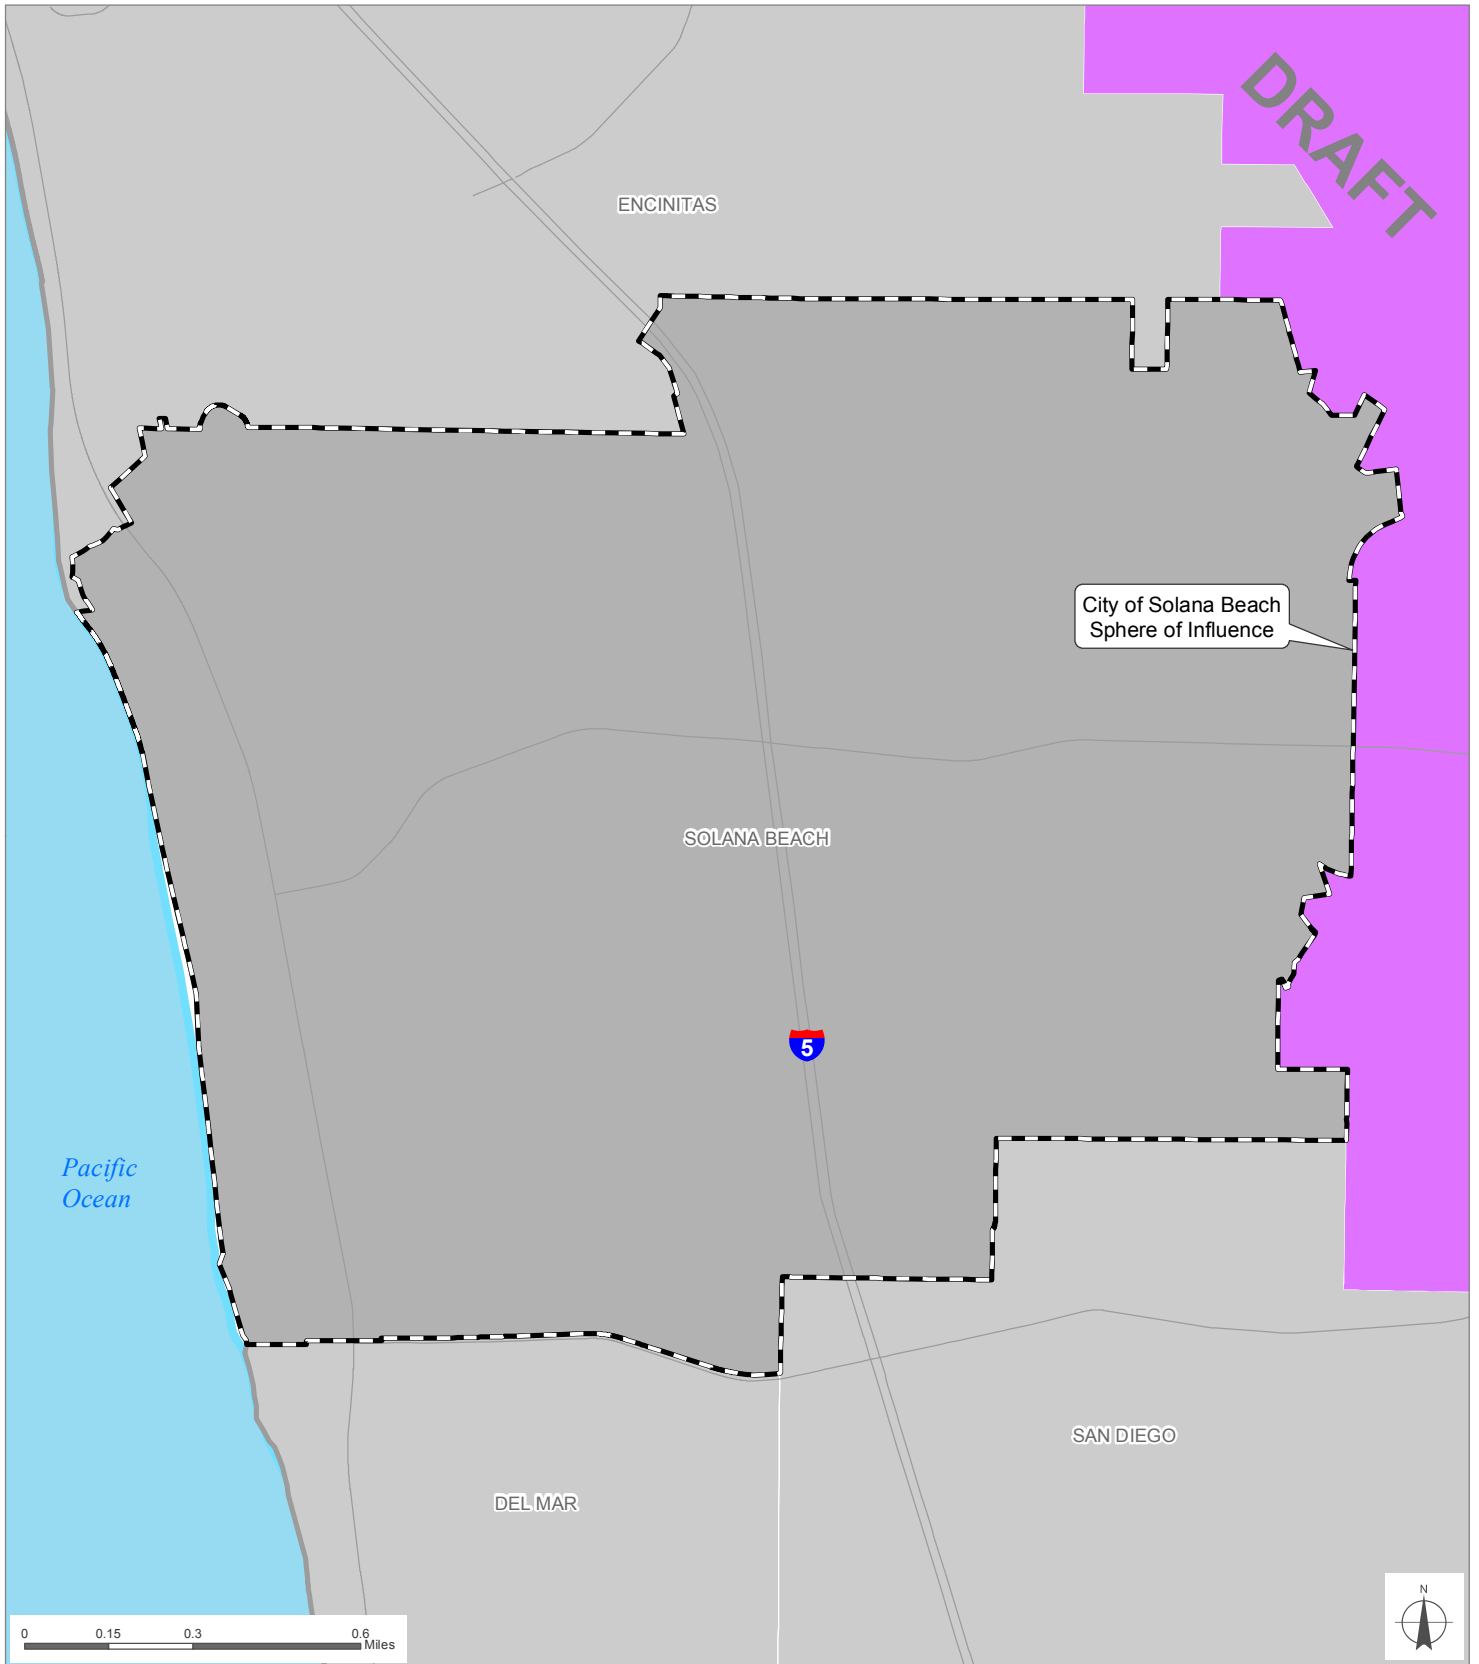 DRAFT
ENCINITAS
City of Solana Beach
Sphere of Influence
SOLANA BEACH
5
Pacific
Ocean
SAN DIEGO
DEL MAR
N
0 0.15 0.3 0.6
Miles